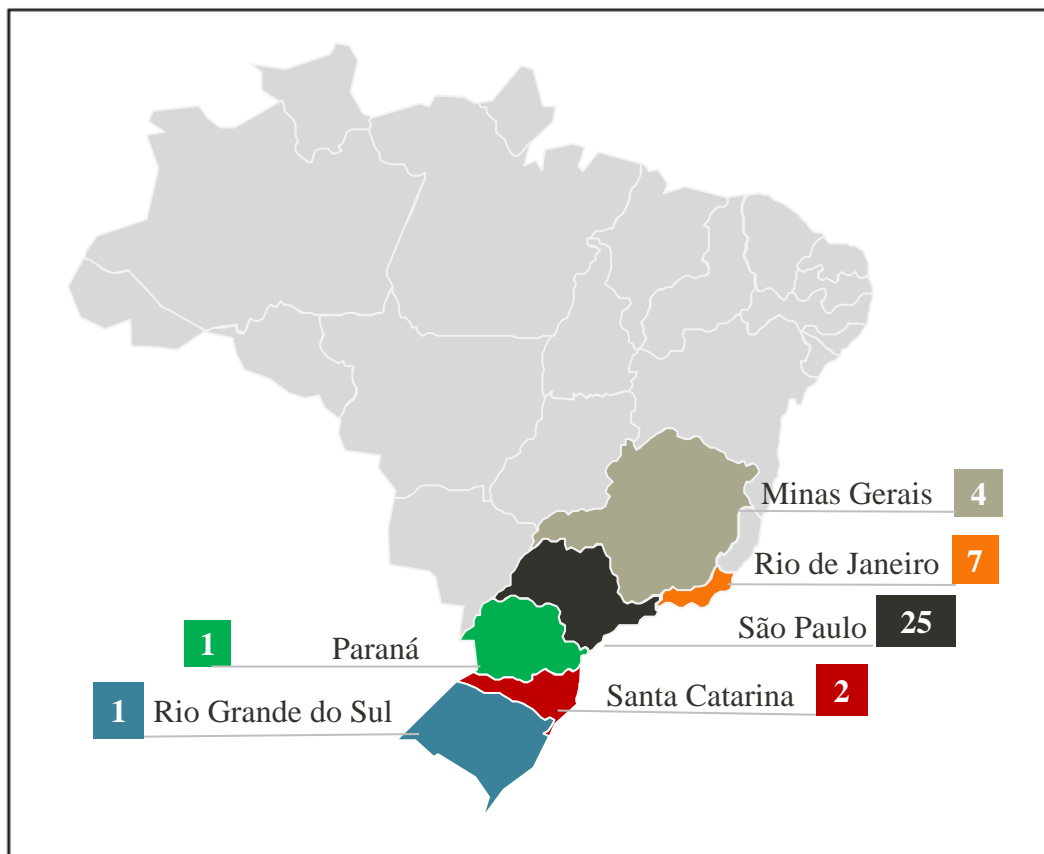 Minas Gerais 4
Rio de Janeiro 7
São Paulo 25
1 Paraná
Santa Catarina 2
1 Rio Grande do Sul